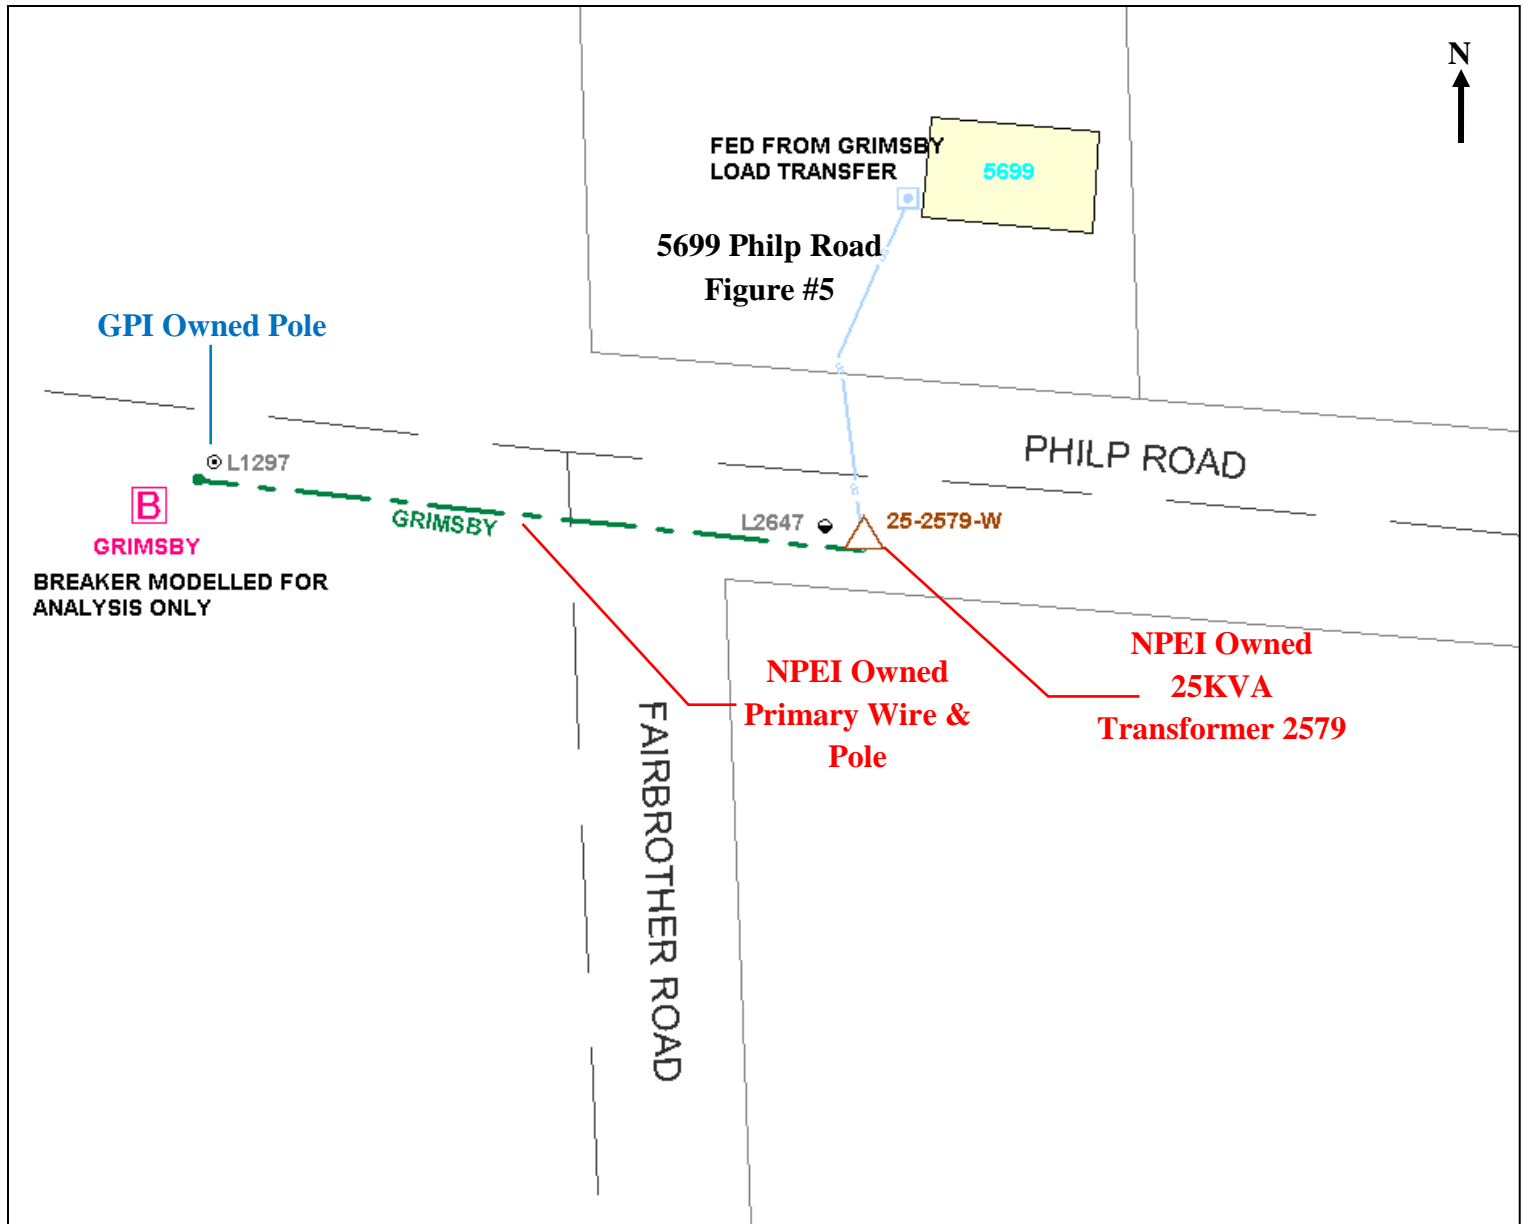 N
FED FROM GRIMSBY
LOAD TRANSFER
5699
5699 Philp Road
Figure #5
GPI Owned Pole
L1297
B
GRIMSBY
BREAKER MODELLED FOR
ANALYSIS ONLY
GRIMSBY
L2647
25-2579-W
PHILP ROAD
NPEI Owned
Primary Wire &
Pole
NPEI Owned
25KVA
Transformer 2579
FAIRBROTHER ROAD